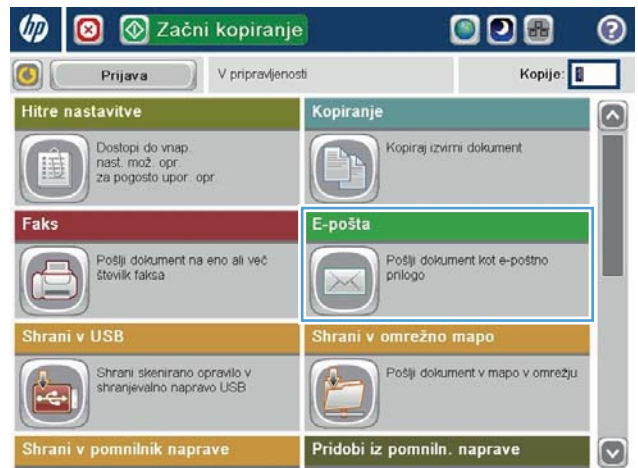 hp
Začni kopiranje
?
Prijava
V pripravljenosti
Kopije: 1
Hitre nastavitve
Dostopi do vnap.
nast. mož. opr.
za pogosto upor. opr.
Kopiranje
Kopiraj izvirni dokument
Faks
Pošlji dokument na eno ali več
številk faksa
E-pošta
Pošlji dokument kot e-poštno
prilogo
Shrani v USB
Shrani skenirano opravilo v
shranjevalno napravo USB
Shrani v omrežno mapo
Pošlji dokument v mapo v omrežju
Shrani v pomnilnik naprave
Pridobi iz pomniln. naprave